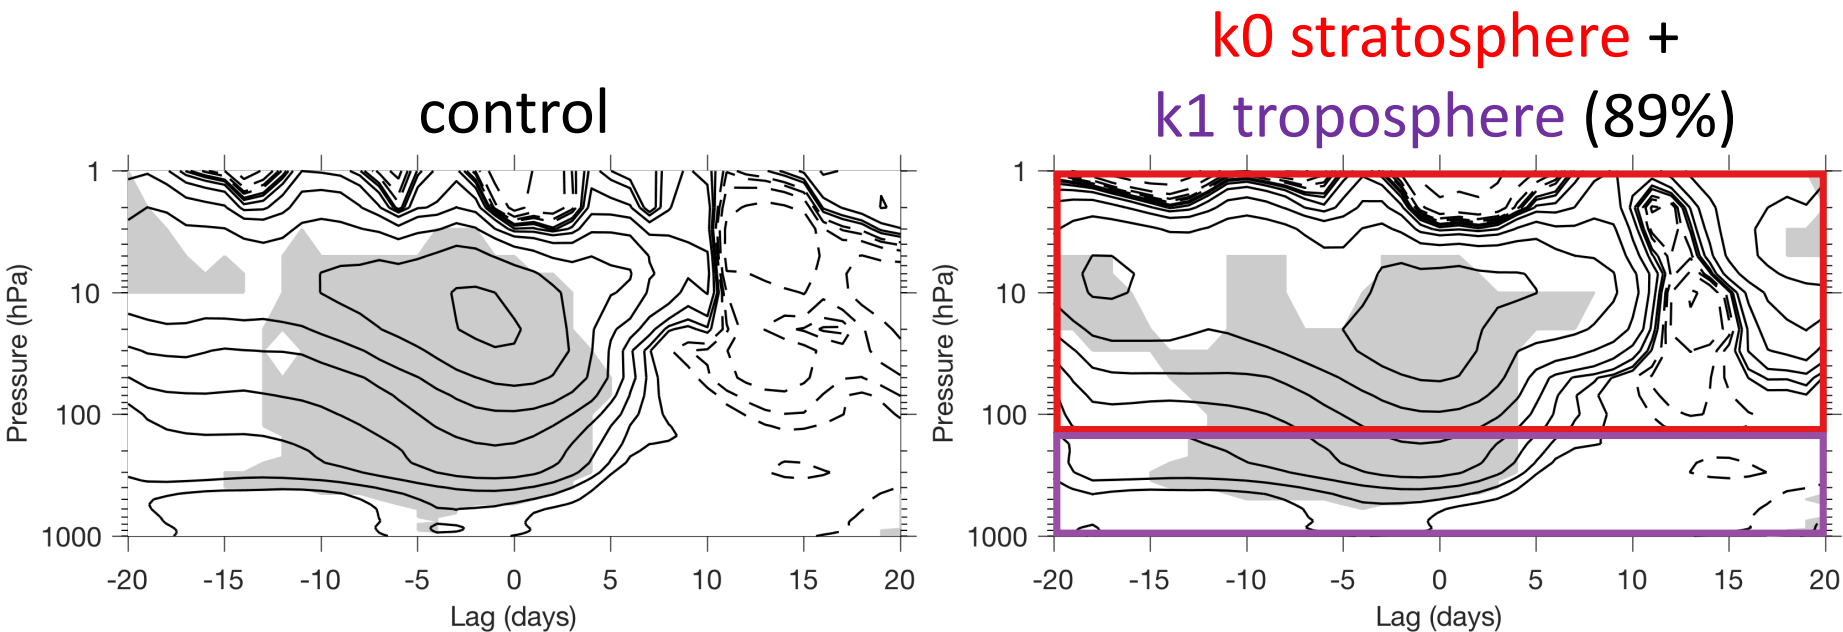 k0 stratosphere +
control
k1 troposphere (89%)
1
10
100
1000
Pressure (hPa)
-20 -15 -10 -5 0 5 10 15 20
Lag (days)
1
10
100
1000
Pressure (hPa)
-20 -15 -10 -5 0 5 10 15 20
Lag (days)